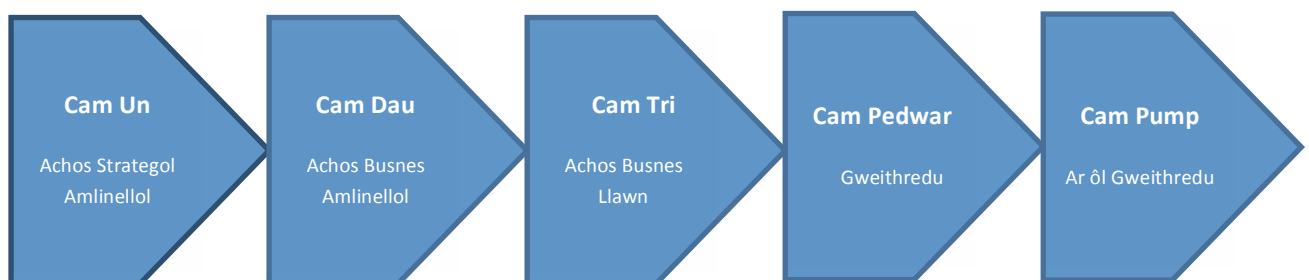 Cam Un
Achos Strategol
Amlinellol
Cam Dau
Achos Busnes
Amlinellol
Cam Tri
Achos Busnes
Llawn
Cam Pedwar
Gweithredu
Cam Pump
Ar ôl Gweithredu